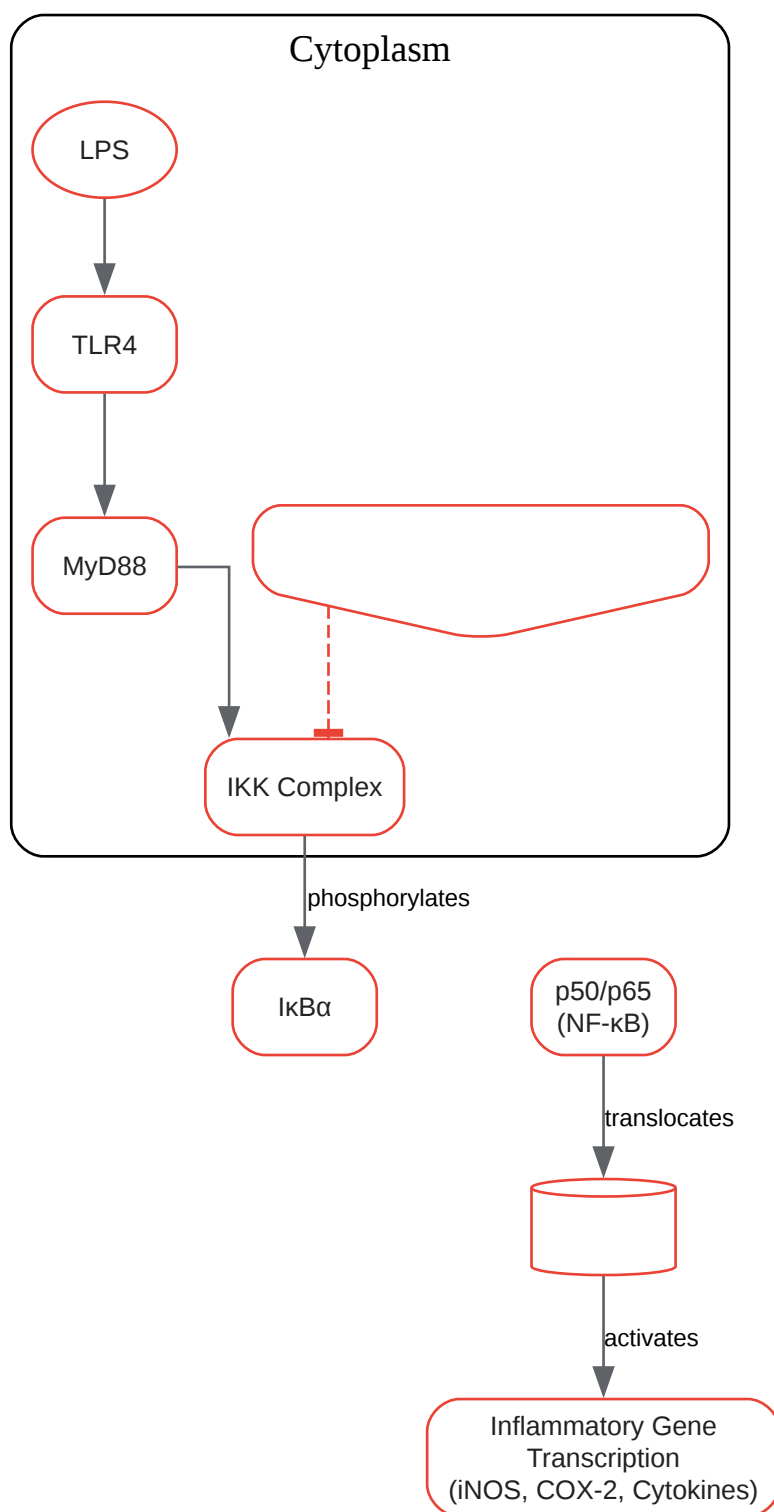 Cytoplasm
LPS
TLR4
MyD88
IKK Complex
phosphorylates
IκBα
p50/p65
(NF-κB)
translocates
activates
Inflammatory Gene
Transcription
(iNOS, COX-2, Cytokines)